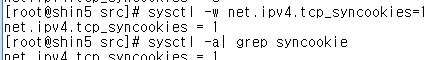 [root@shin5 src]# sysctl -w net.ipv4.tcp_syncookies=1
net.ipv4.tcp_syncookies = 1
[root@shin5 src]# sysctl -a| grep syncookie
net.ipv4.tcp_syncookies = 1